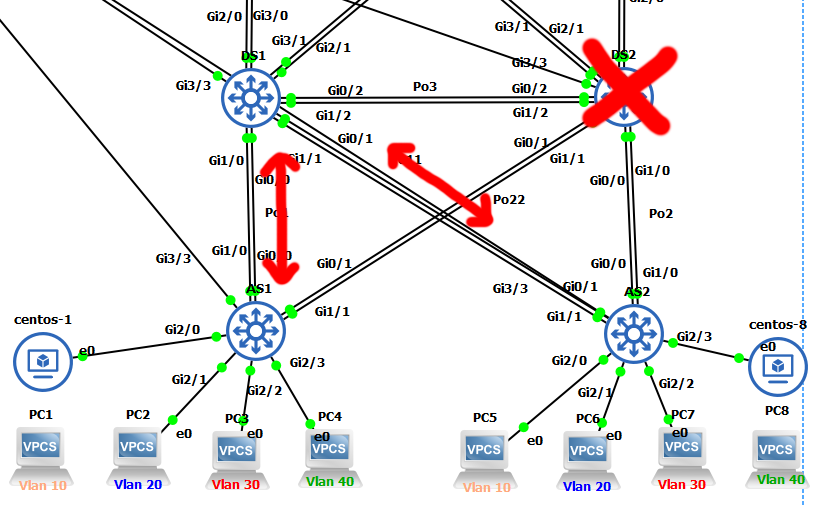 Gi2/0
Gi3/0
Gi3/1
Gi2/1
Gi2/0
Gi3/1
Gi2/1
Gi3/3
DS1
DS2
Gi3/3
Gi0/2
Po3
Gi0/2
Gi1/2
Gi1/2
Gi0/1
Gi0/1
Gi1/0
Gi1/1
Gi1/1
Gi0/0
Gi0/0
Gi1/0
Po22
Po2
Gi1/0
Gi3/3
Gi0/1
Gi0/0
Gi1/0
Gi3/3
Gi0/1
AS1
AS2
Gi1/1
Gi1/1
centos-1
e0
Gi2/0
Gi2/3
Gi2/1
Gi2/2
Gi2/0
Gi2/1
Gi2/2
Gi2/3
centos-8
e0
PC1
PC2
PC3
PC4
PC5
PC6
PC7
PC8
e0
e0
e0
e0
e0
e0
VPCS
VPCS
VPCS
VPCS
VPCS
VPCS
VPCS
VPCS
Vlan 10
Vlan 20
Vlan 30
Vlan 40
Vlan 10
Vlan 20
Vlan 30
Vlan 40